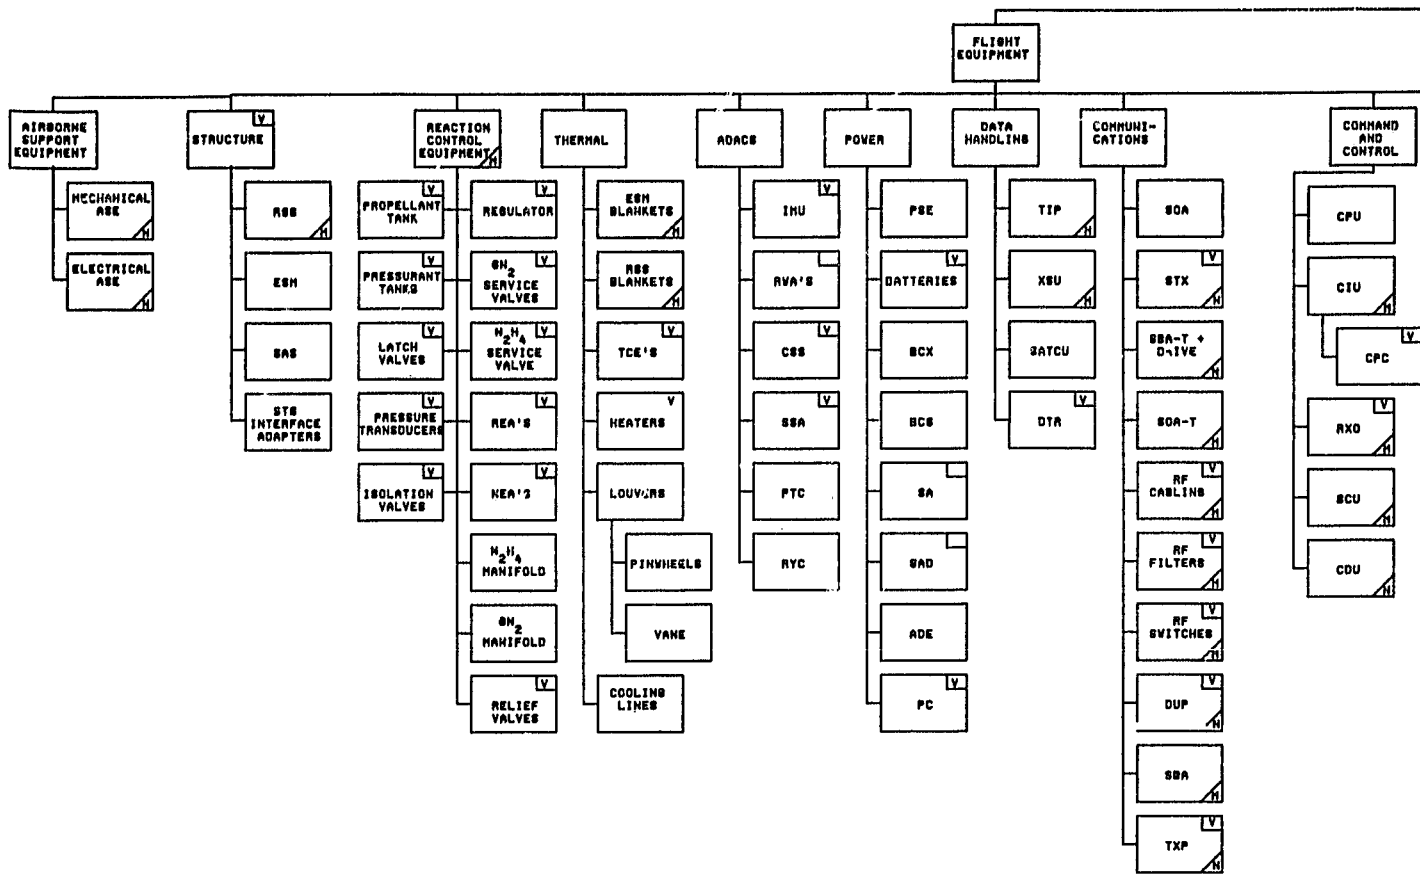 FLIGHT
EQUIPMENT
AIRBORNE
SUPPORT
EQUIPMENT
MECHANICAL
ASE
M
ELECTRICAL
ASE
M
V
STRUCTURE
RSS
M
ESM
SAS
STS
INTERFACE
ADAPTERS
REACTION
CONTROL
EQUIPMENT
M
V
PROPELLANT
TANK
V
PRESSURANT
TANKS
V
LATCH
VALVES
V
PRESSURE
TRANSDUCERS
V
ISOLATION
VALVES
V
REGULATOR
V
GN2
SERVICE
VALVES
V
N2H4
SERVICE
VALVE
V
REA'S
V
NEA'S
N2H4
MANIFOLD
GN2
MANIFOLD
V
RELIEF
VALVES
THERMAL
ESM
BLANKETS
M
RSS
BLANKETS
M
V
TCE'S
V
HEATERS
LOUVERS
PINWHEELS
VANE
COOLING
LINES
ADACS
V
IMU
RWA'S
V
CSS
V
SSA
PTC
RYC
POWER
PSE
V
BATTERIES
BCX
BCS
SA
SAD
ADE
V
PC
DATA
HANDLING
TIP
M
XSU
M
SATCU
V
DTR
COMMUNI-
CATIONS
SOA
V
STX
M
SBA-T +
DRIVE
M
SOA-T
M
V
RF
CABLING
M
V
RF
FILTERS
M
V
RF
SWITCHES
M
V
DUP
M
SBA
M
V
TXP
M
COMMAND
AND
CONTROL
CPU
CIU
M
V
CPC
V
RXO
M
SCU
M
CDU
M